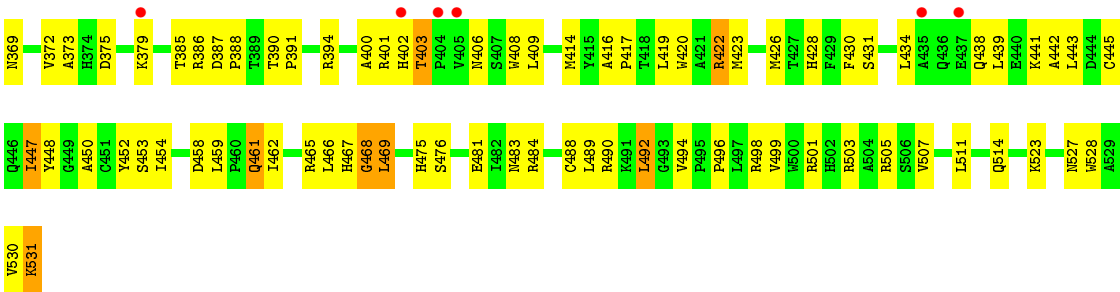 N369 V372 A373 H374 D375 K379 T385 R386 D387 P388 T389 T390 P391 R394 A400 R401 H402 T403 P404 V405 N406 S407 W408 L409 M414 Y415 A416 P417 T418 L419 W420 A421 R422 M423 M426 T427 H428 F429 F430 S431 L434 A435 Q436 E437 Q438 L439 E440 K441 A442 L443 D444 C445
Q446 I447 Y448 G449 A450 C451 Y452 S453 I454 D458 L459 P460 Q461 I462 R465 L466 H467 G468 L469 H475 S476 E481 I482 N483 R484 C488 L489 R490 K491 L492 G493 V494 P495 P496 L497 R498 V499 W500 R501 H502 R503 A504 R505 S506 V507 L511 Q514 K523 N527 W528 A529
V530 K531